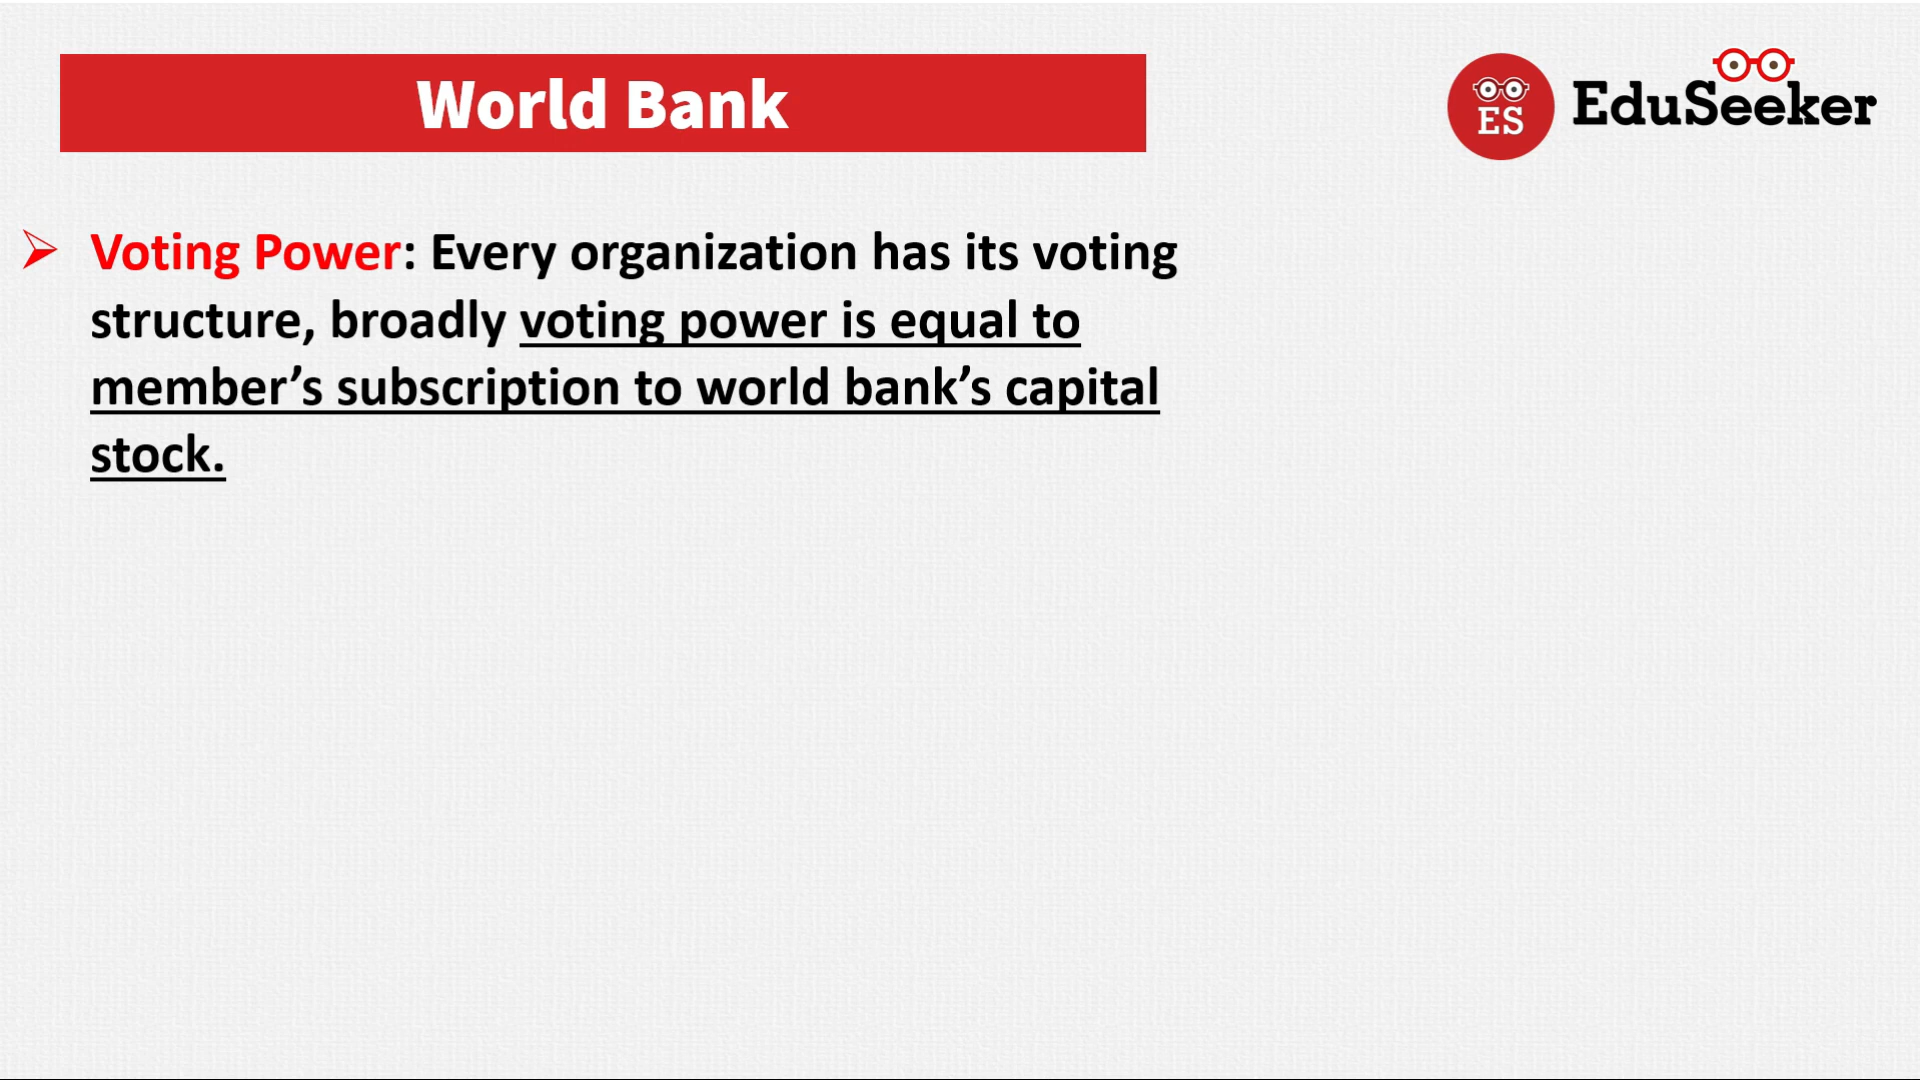 World Bank
ES
EduSeeker
Voting Power: Every organization has its voting
structure, broadly voting power is equal to
member’s subscription to world bank’s capital
stock.